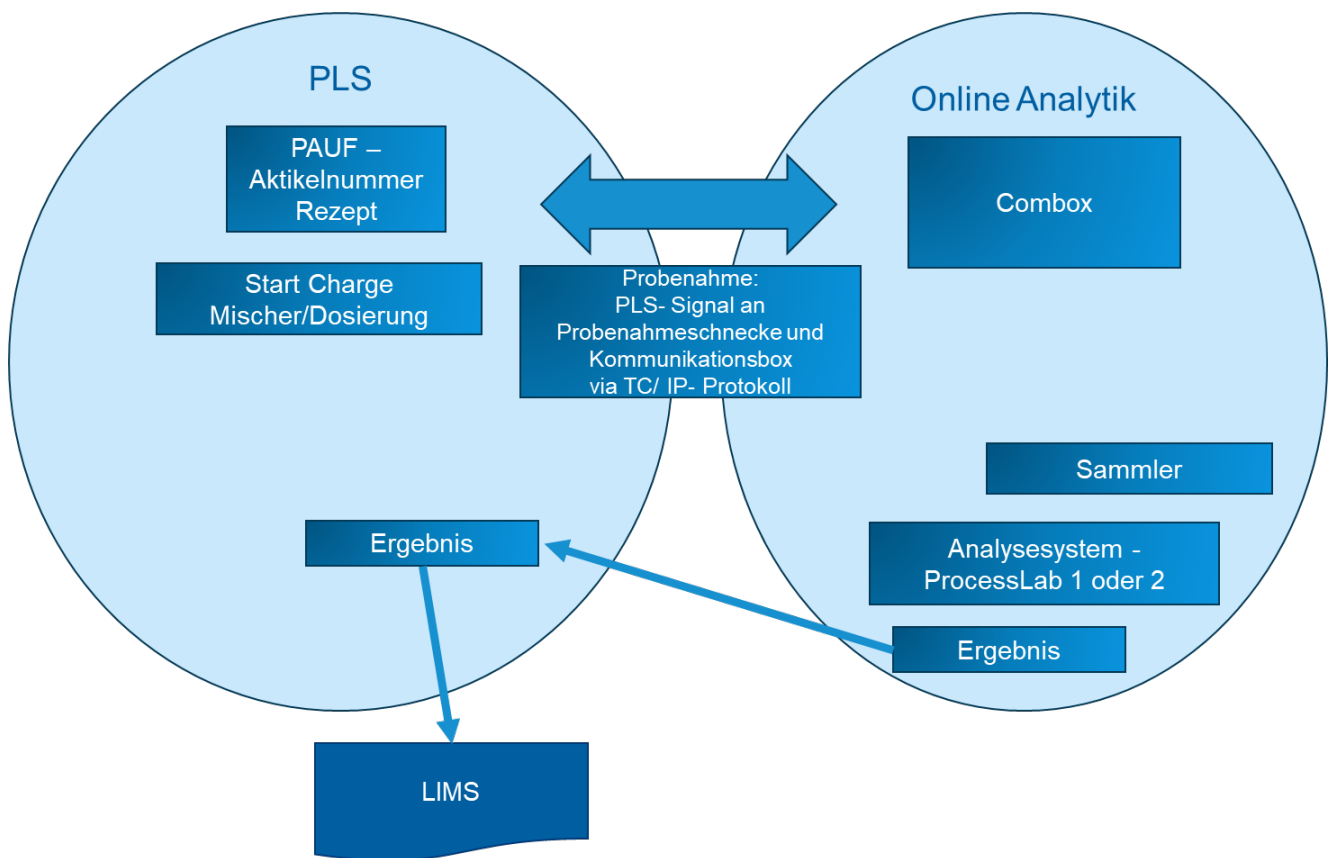 PLS
PAUF –
Aktikelnummer
Rezept
Start Charge
Mischer/Dosierung
Probenahme:
PLS- Signal an
Probenahmeschnecke und
Kommunikationsbox
via TC/ IP- Protokoll
Online Analytik
Combox
Sammler
Analysesystem -
ProcessLab 1 oder 2
Ergebnis
Ergebnis
LIMS